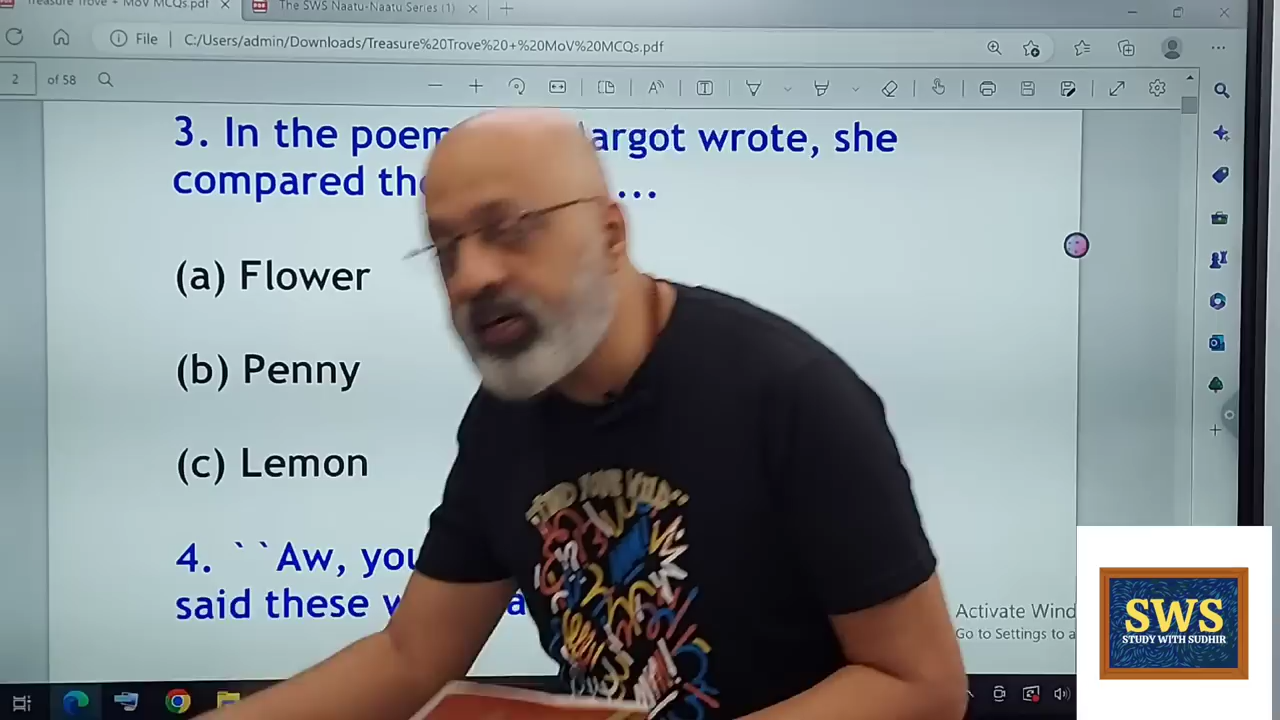 Treasure Trove + MoV MCQs.pdf
The SWS Naatu-Naatu Series (1)
File
C:/Users/admin/Downloads/Treasure%20Trove%20+%20MoV%20MCQs.pdf
2 of 58
3. In the poem argot wrote, she
compared the ...
(a) Flower
(b) Penny
(c) Lemon
4. ``Aw, you
said these w
Activate Wind
Go to Settings to a
SWS
STUDY WITH SUDHIR